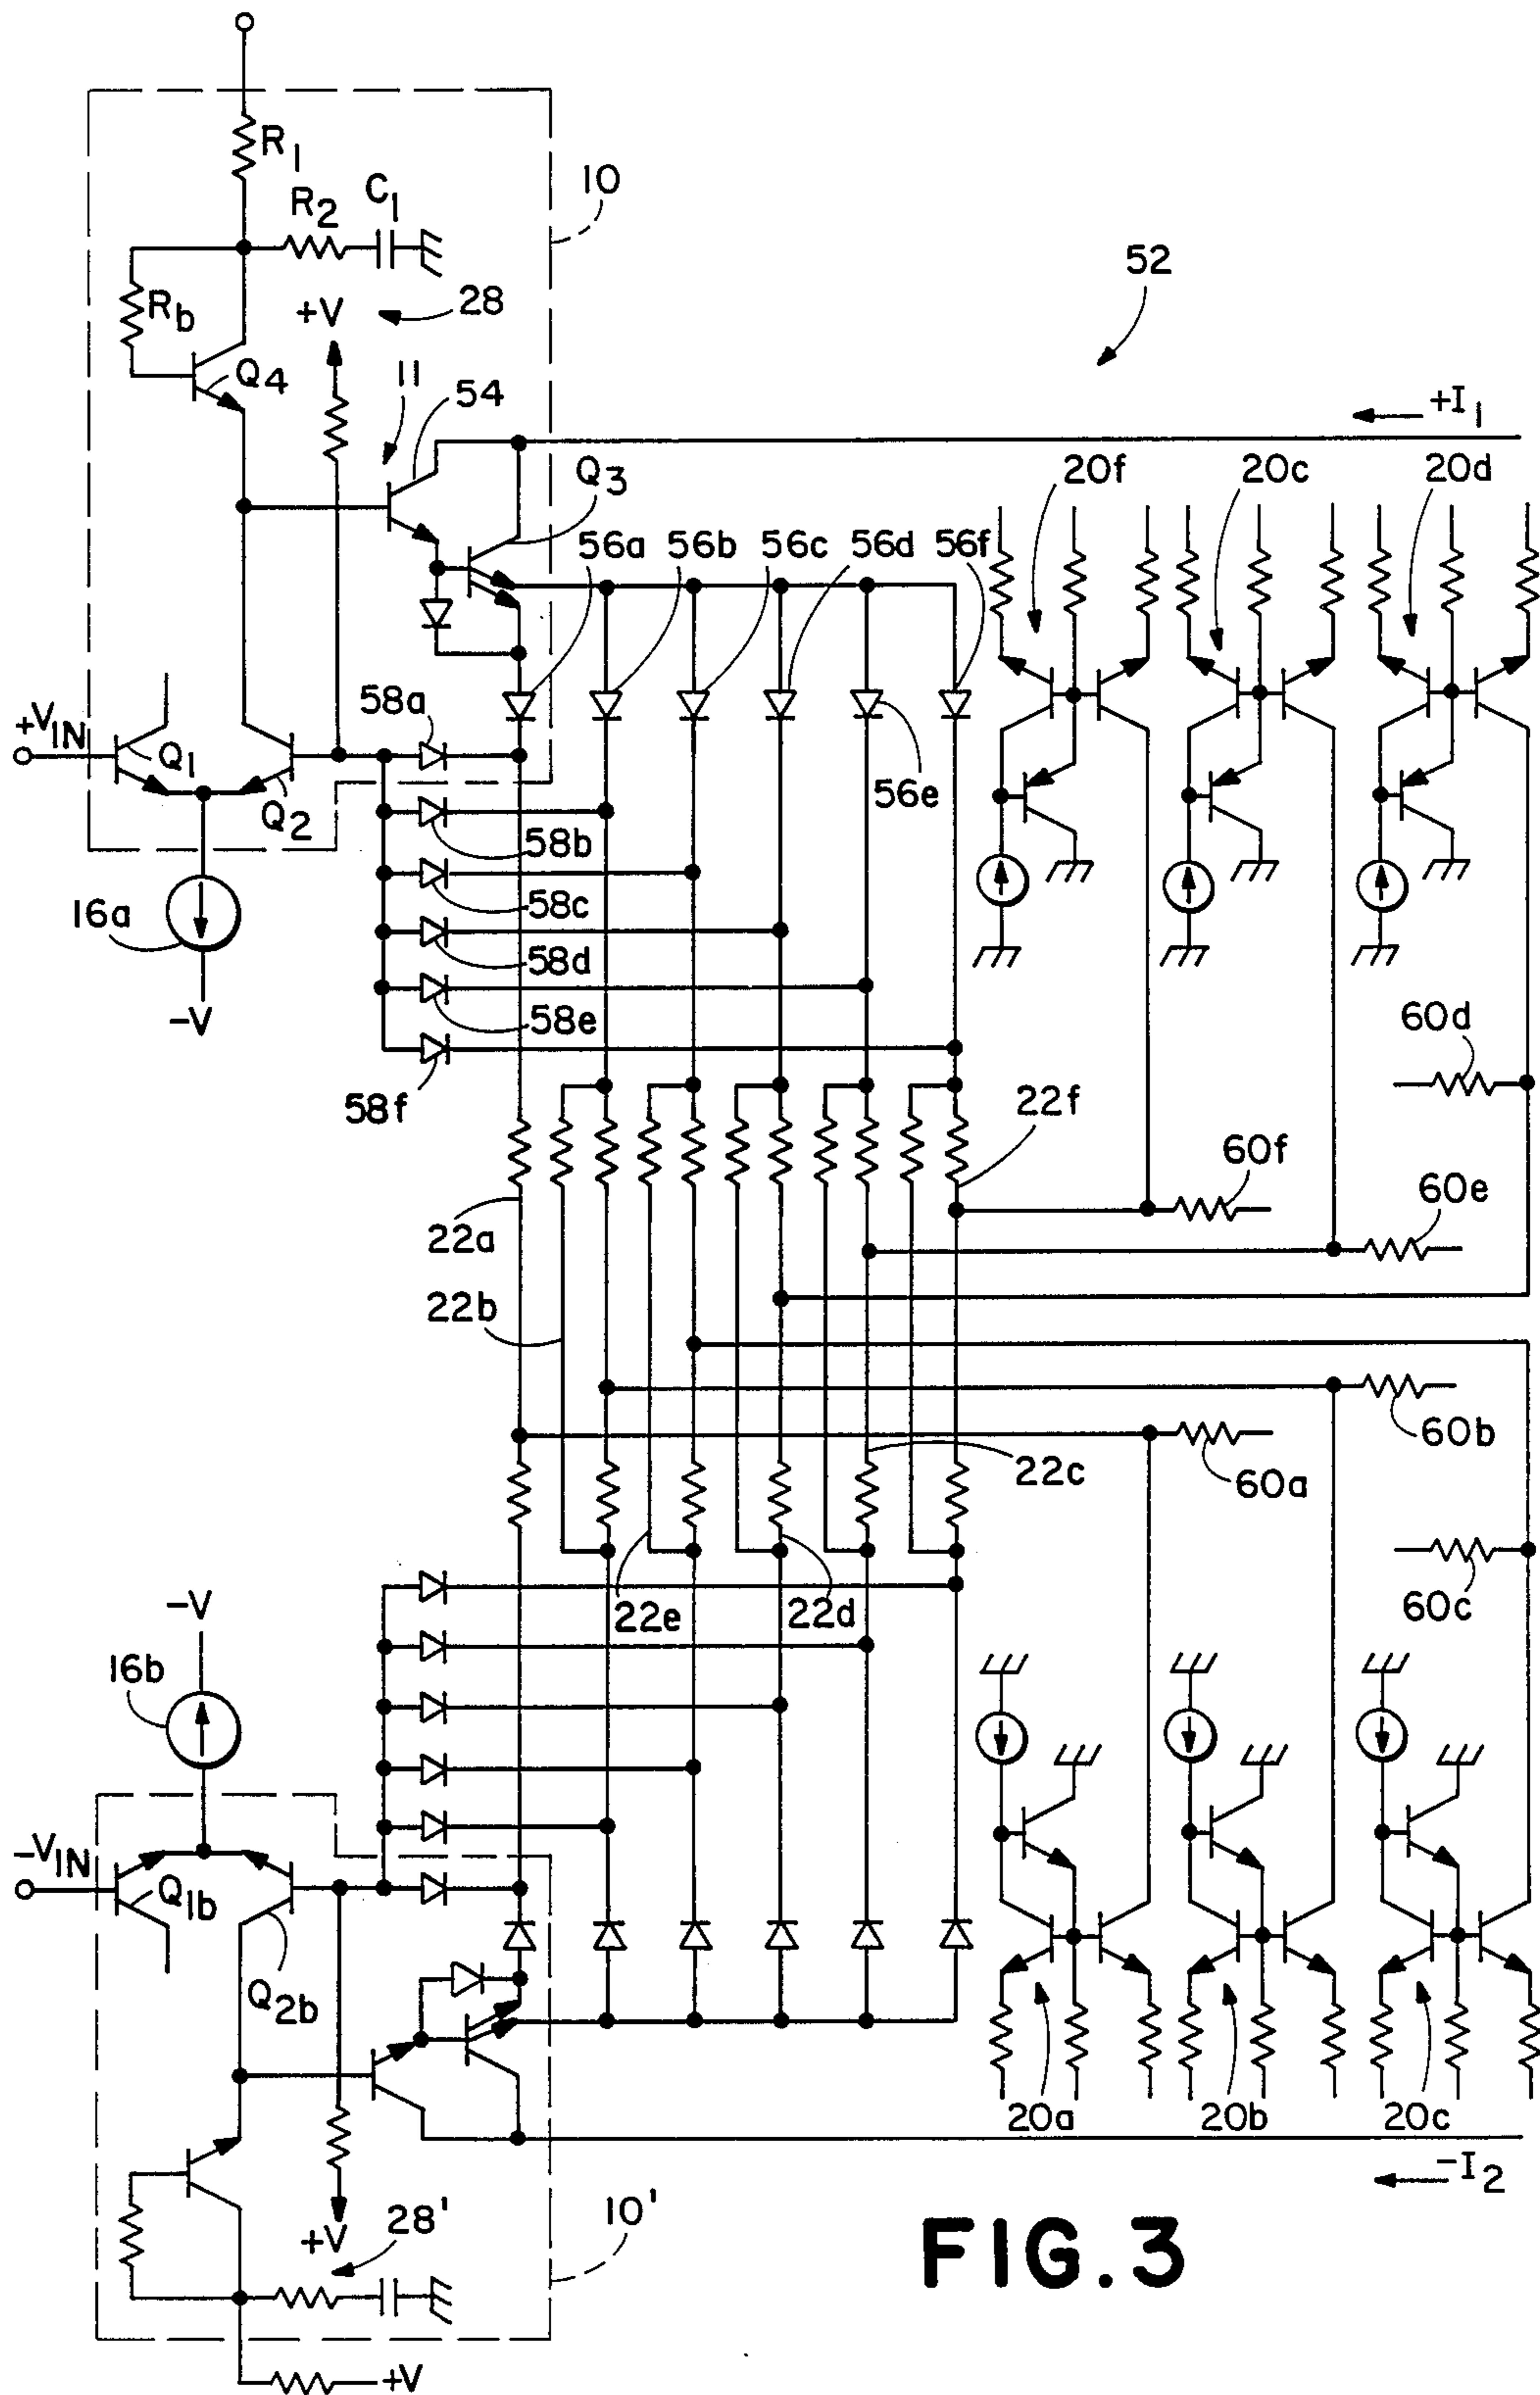 R1
R2 C1
10
Rb
+V
28
52
Q4
11
54
+I1
Q3
20f 20c 20d
56a 56b 56c 56d 56f
58a
+VIN
Q1
Q2
56e
58b
16a
58c
58d
-V
58e
60d
58f
22f
60f
60e
22a
22b
60b
22c
60a
22e
22d
60c
-V
16b
-VIN
Q1b
Q2b
20a
20b
20c
-I2
+V
28'
10'
+V
FIG. 3